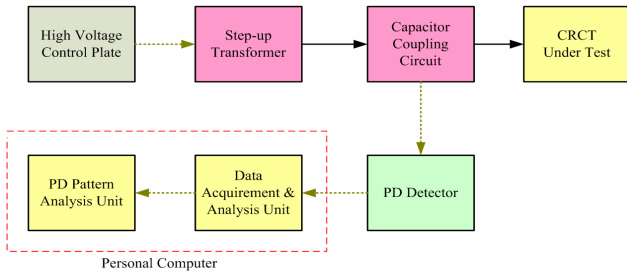 High Voltage
Control Plate
Step-up
Transformer
Capacitor
Coupling
Circuit
CRCT
Under Test
PD Pattern
Analysis Unit
Data
Acquirement &
Analysis Unit
PD Detector
Personal Computer